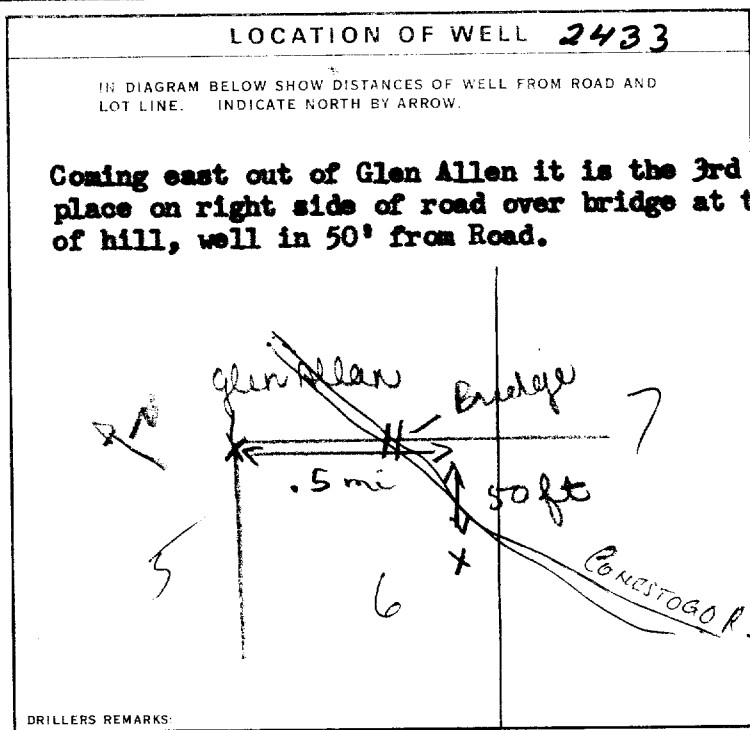 LOCATION OF WELL 2433
IN DIAGRAM BELOW SHOW DISTANCES OF WELL FROM ROAD AND
LOT LINE. INDICATE NORTH BY ARROW.
Coming east out of Glen Allen it is the 3rd
place on right side of road over bridge at t
of hill, well in 50' from Road.
Glen Allan
Bridge
N
7
.5 mi
50 ft
5
6
CONESTOGO R.
DRILLERS REMARKS: